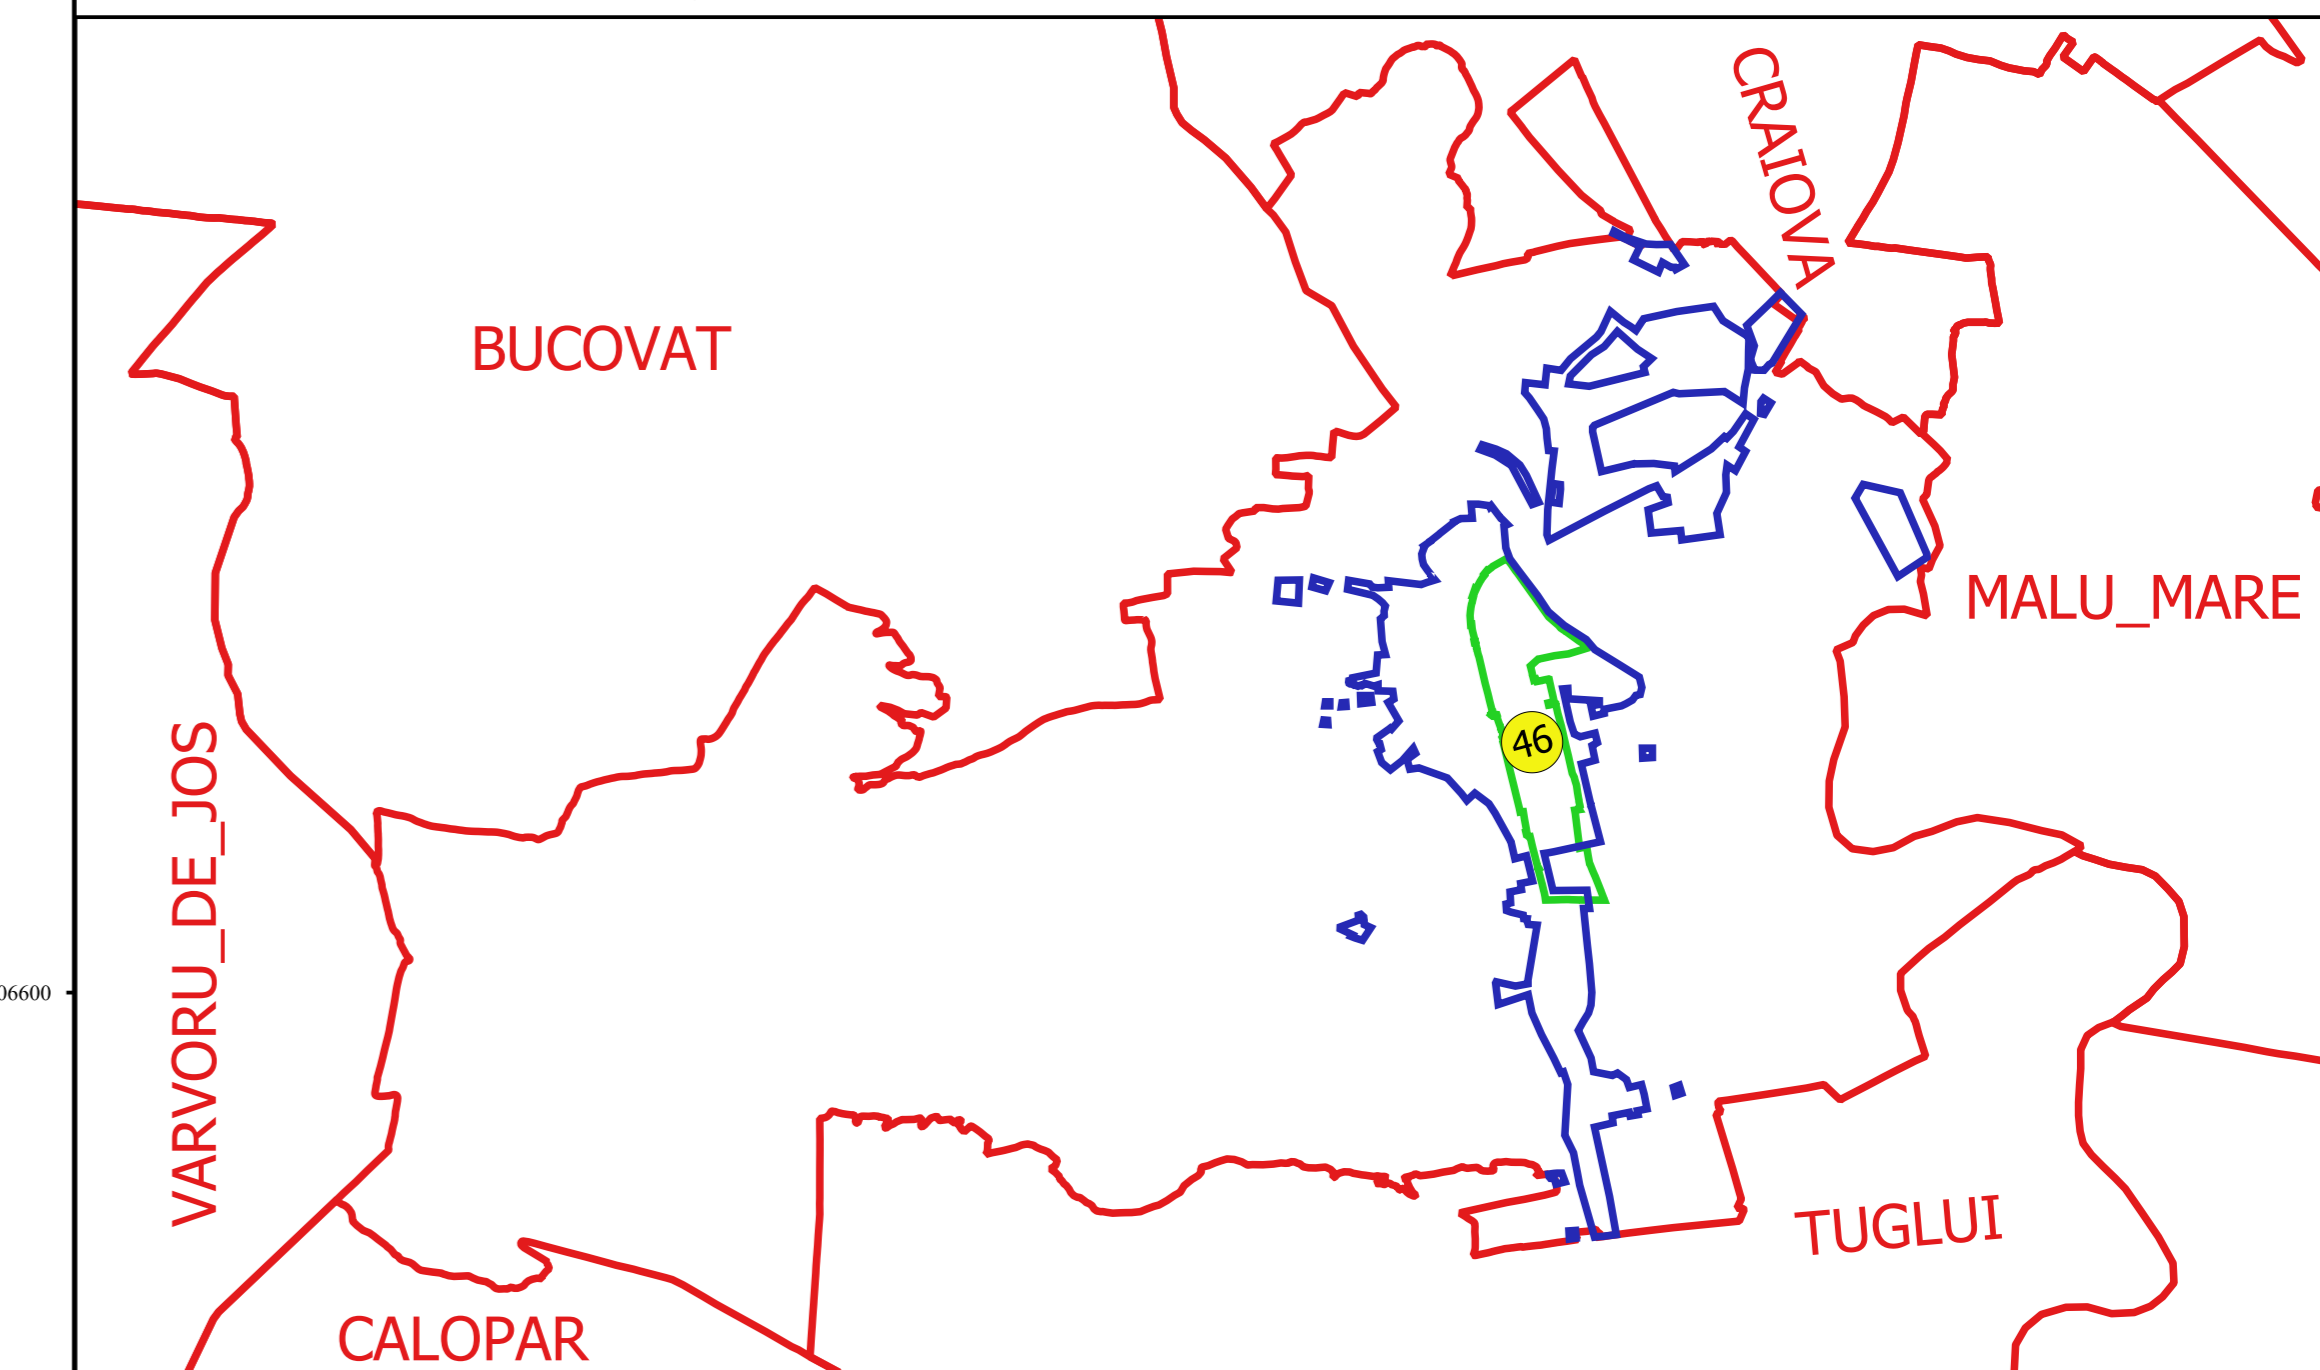 CRAIOVA
BUCOVAT
MALU_MARE
VARVORU_DE_JOS
46
06600
TUGLUI
CALOPAR